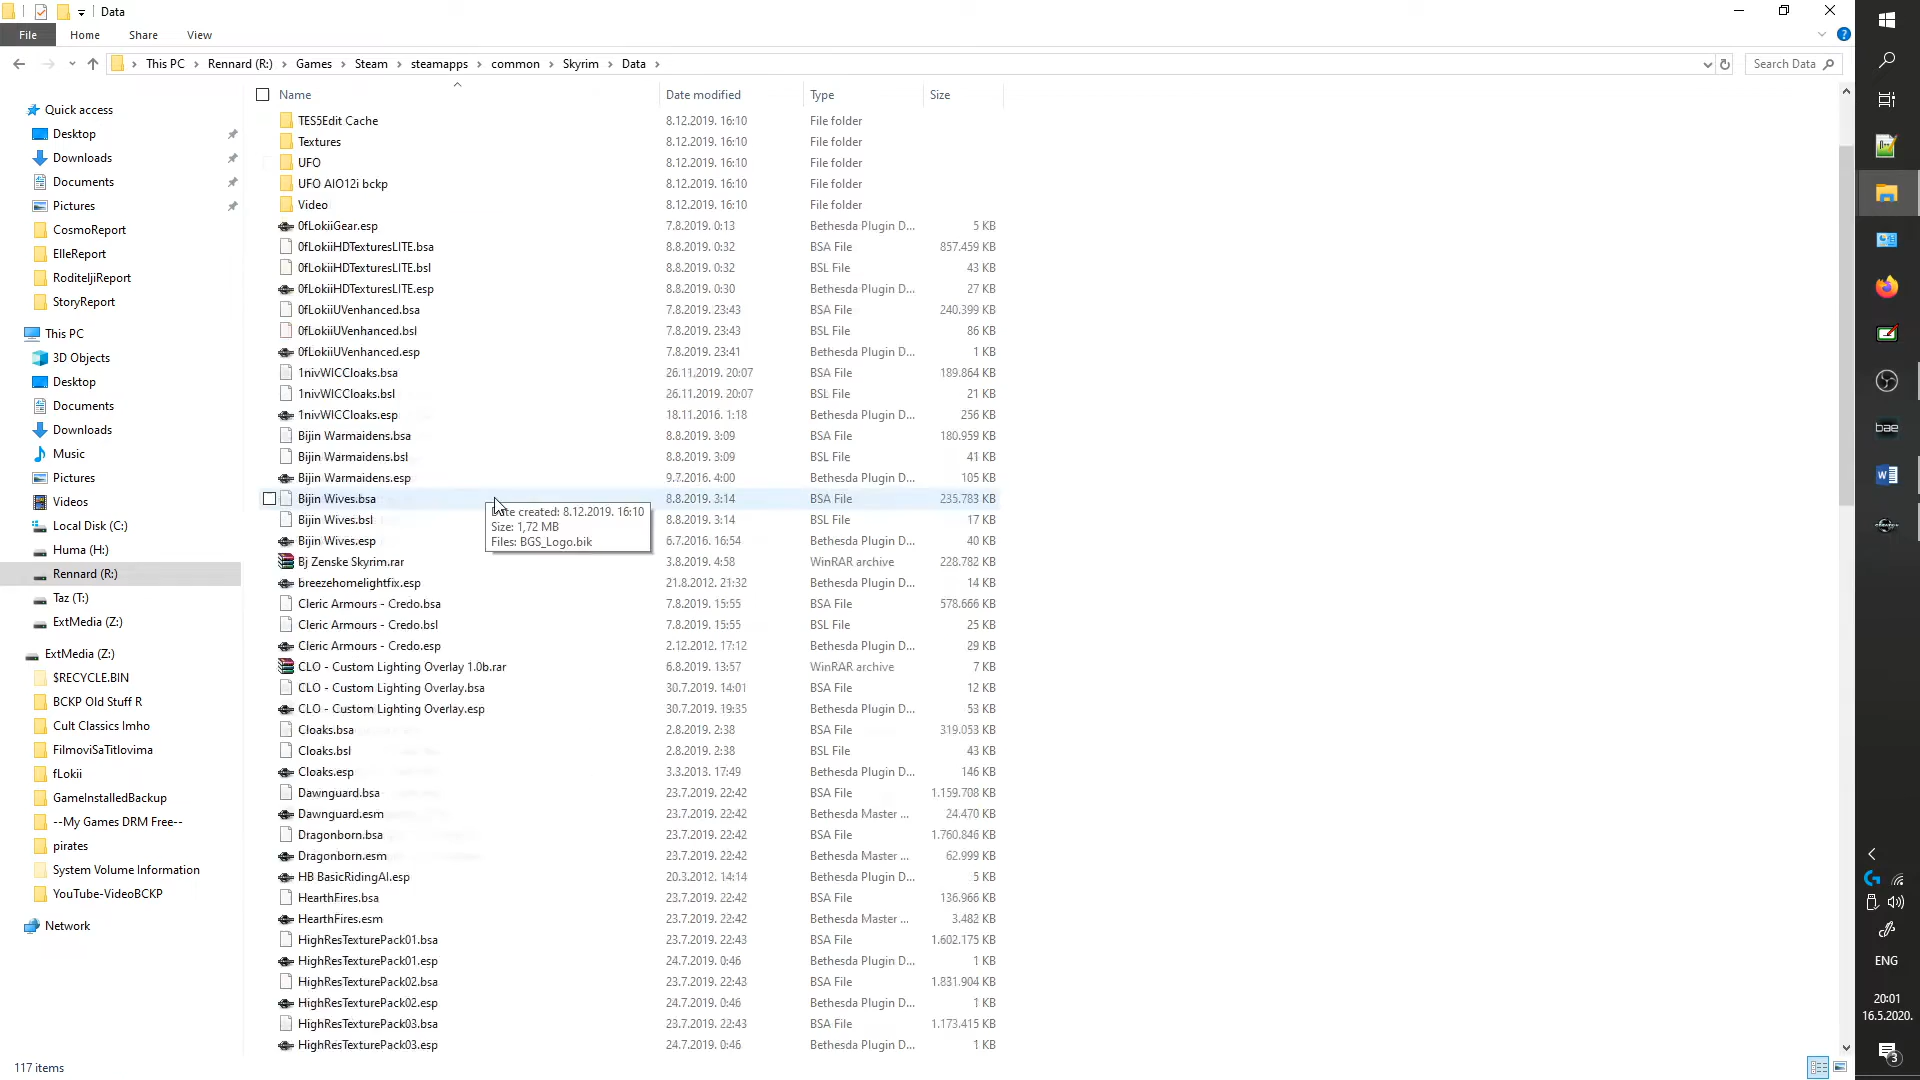 Data
File Home Share View
This PC Rennard (R:) Games Steam steamapps common Skyrim Data Search Data
Name Date modified Type Size
Quick access
Desktop
Downloads
Documents
Pictures
CosmoReport
ElleReport
RoditeljiReport
StoryReport
This PC
3D Objects
Desktop
Documents
Downloads
Music
Pictures
Videos
Local Disk (C:)
Huma (H:)
Rennard (R:)
Taz (T:)
ExtMedia (Z:)
ExtMedia (Z:)
$RECYCLE.BIN
BCKP Old Stuff R
Cult Classics Imho
FilmoviSaTitlovima
fLokii
GameInstalledBackup
--My Games DRM Free--
pirates
System Volume Information
YouTube-VideoBCKP
Network
TES5Edit Cache 8.12.2019. 16:10 File folder
Textures 8.12.2019. 16:10 File folder
UFO 8.12.2019. 16:10 File folder
UFO AIO12i bckp 8.12.2019. 16:10 File folder
Video 8.12.2019. 16:10 File folder
0fLokiiGear.esp 7.8.2019. 0:13 Bethesda Plugin D... 5 KB
0fLokiiHDTexturesLITE.bsa 8.8.2019. 0:32 BSA File 857.459 KB
0fLokiiHDTexturesLITE.bsl 8.8.2019. 0:32 BSL File 43 KB
0fLokiiHDTexturesLITE.esp 8.8.2019. 0:30 Bethesda Plugin D... 27 KB
0fLokiiUVenhanced.bsa 7.8.2019. 23:43 BSA File 240.399 KB
0fLokiiUVenhanced.bsl 7.8.2019. 23:43 BSL File 86 KB
0fLokiiUVenhanced.esp 7.8.2019. 23:41 Bethesda Plugin D... 1 KB
1nivWICCloaks.bsa 26.11.2019. 20:07 BSA File 189.864 KB
1nivWICCloaks.bsl 26.11.2019. 20:07 BSL File 21 KB
1nivWICCloaks.esp 18.11.2016. 1:18 Bethesda Plugin D... 256 KB
Bijin Warmaidens.bsa 8.8.2019. 3:09 BSA File 180.959 KB
Bijin Warmaidens.bsl 8.8.2019. 3:09 BSL File 41 KB
Bijin Warmaidens.esp 9.7.2016. 4:00 Bethesda Plugin D... 105 KB
Bijin Wives.bsa 8.8.2019. 3:14 BSA File 235.783 KB
Bijin Wives.bsl 8.8.2019. 3:14 BSL File 17 KB
Bijin Wives.esp 6.7.2016. 16:54 Bethesda Plugin D... 40 KB
created: 8.12.2019. 16:10
Size: 1,72 MB
Files: BGS_Logo.bik
Bj Zenske Skyrim.rar 3.8.2019. 4:58 WinRAR archive 228.782 KB
breezehomelightfix.esp 21.8.2012. 21:32 Bethesda Plugin D... 14 KB
Cleric Armours - Credo.bsa 7.8.2019. 15:55 BSA File 578.666 KB
Cleric Armours - Credo.bsl 7.8.2019. 15:55 BSL File 25 KB
Cleric Armours - Credo.esp 2.12.2012. 17:12 Bethesda Plugin D... 29 KB
CLO - Custom Lighting Overlay 1.0b.rar 6.8.2019. 13:57 WinRAR archive 7 KB
CLO - Custom Lighting Overlay.bsa 30.7.2019. 14:01 BSA File 12 KB
CLO - Custom Lighting Overlay.esp 30.7.2019. 19:35 Bethesda Plugin D... 53 KB
Cloaks.bsa 2.8.2019. 2:38 BSA File 319.053 KB
Cloaks.bsl 2.8.2019. 2:38 BSL File 43 KB
Cloaks.esp 3.3.2013. 17:49 Bethesda Plugin D... 146 KB
Dawnguard.bsa 23.7.2019. 22:42 BSA File 1.159.708 KB
Dawnguard.esm 23.7.2019. 22:42 Bethesda Master ... 24.470 KB
Dragonborn.bsa 23.7.2019. 22:42 BSA File 1.760.846 KB
Dragonborn.esm 23.7.2019. 22:42 Bethesda Master ... 62.999 KB
HB BasicRidingAI.esp 20.3.2012. 14:14 Bethesda Plugin D... 5 KB
HearthFires.bsa 23.7.2019. 22:42 BSA File 136.966 KB
HearthFires.esm 23.7.2019. 22:42 Bethesda Master ... 3.482 KB
HighResTexturePack01.bsa 23.7.2019. 22:43 BSA File 1.602.175 KB
HighResTexturePack01.esp 24.7.2019. 0:46 Bethesda Plugin D... 1 KB
HighResTexturePack02.bsa 23.7.2019. 22:43 BSA File 1.831.904 KB
HighResTexturePack02.esp 24.7.2019. 0:46 Bethesda Plugin D... 1 KB
HighResTexturePack03.bsa 23.7.2019. 22:43 BSA File 1.173.415 KB
HighResTexturePack03.esp 24.7.2019. 0:46 Bethesda Plugin D... 1 KB
117 items
bae
ENG
20:01
16.5.2020.
3